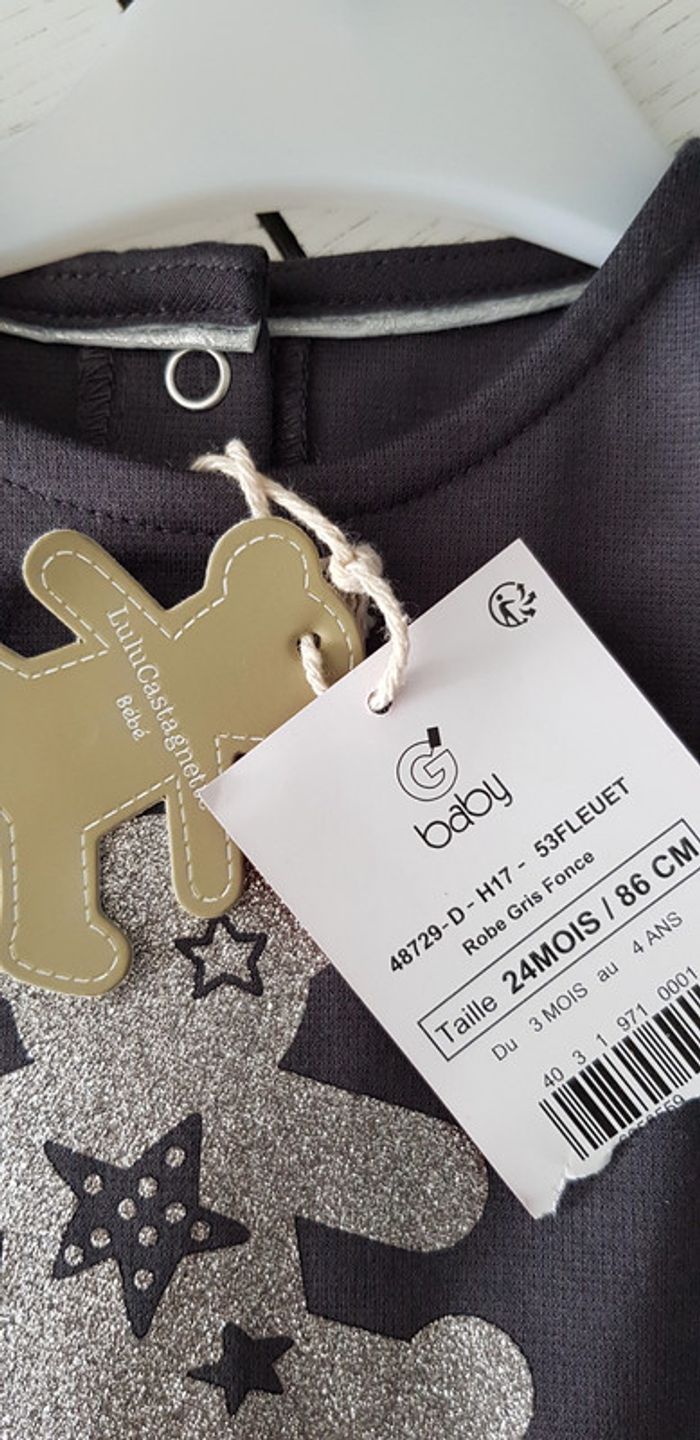 LuluCastagnette
Bébé
G
baby
48729-D - H17 - 53FLEUET
Robe Gris Fonce
Taille 24MOIS / 86 CM
Du 3 MOIS au 4 ANS
40 3 1 971 0001